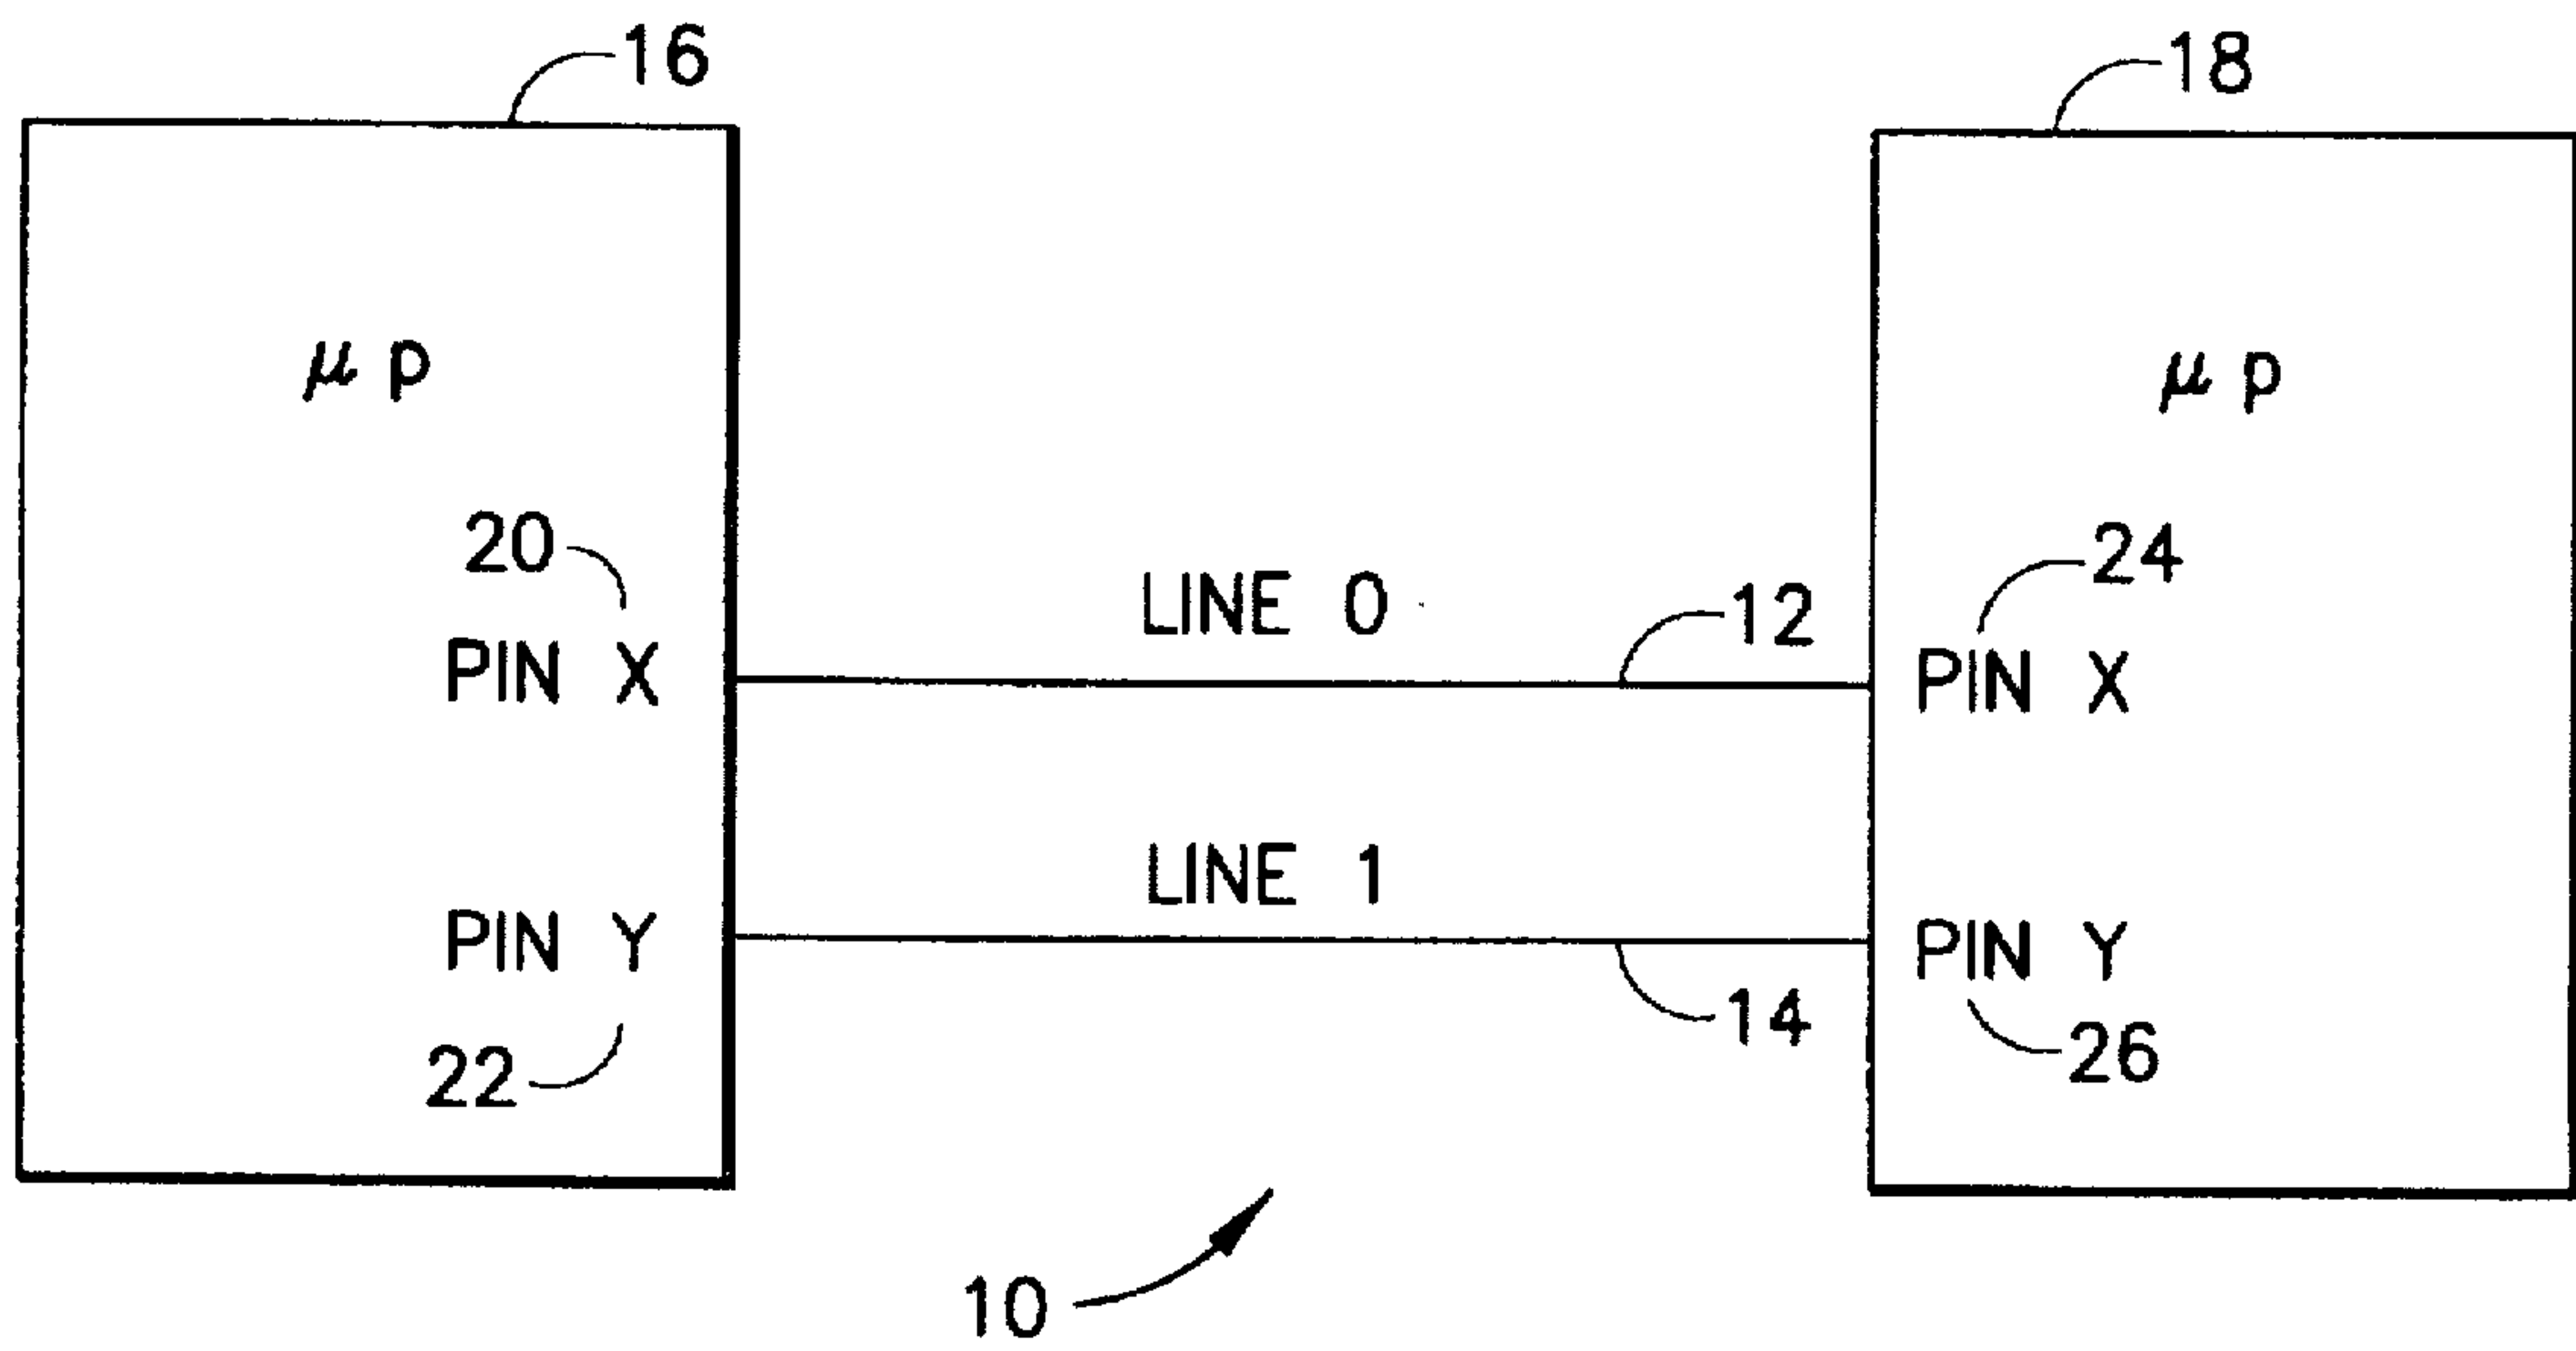 16
18
μ p
μ p
20
24
LINE 0
12
PIN X
PIN X
LINE 1
PIN Y
PIN Y
14
22
26
10